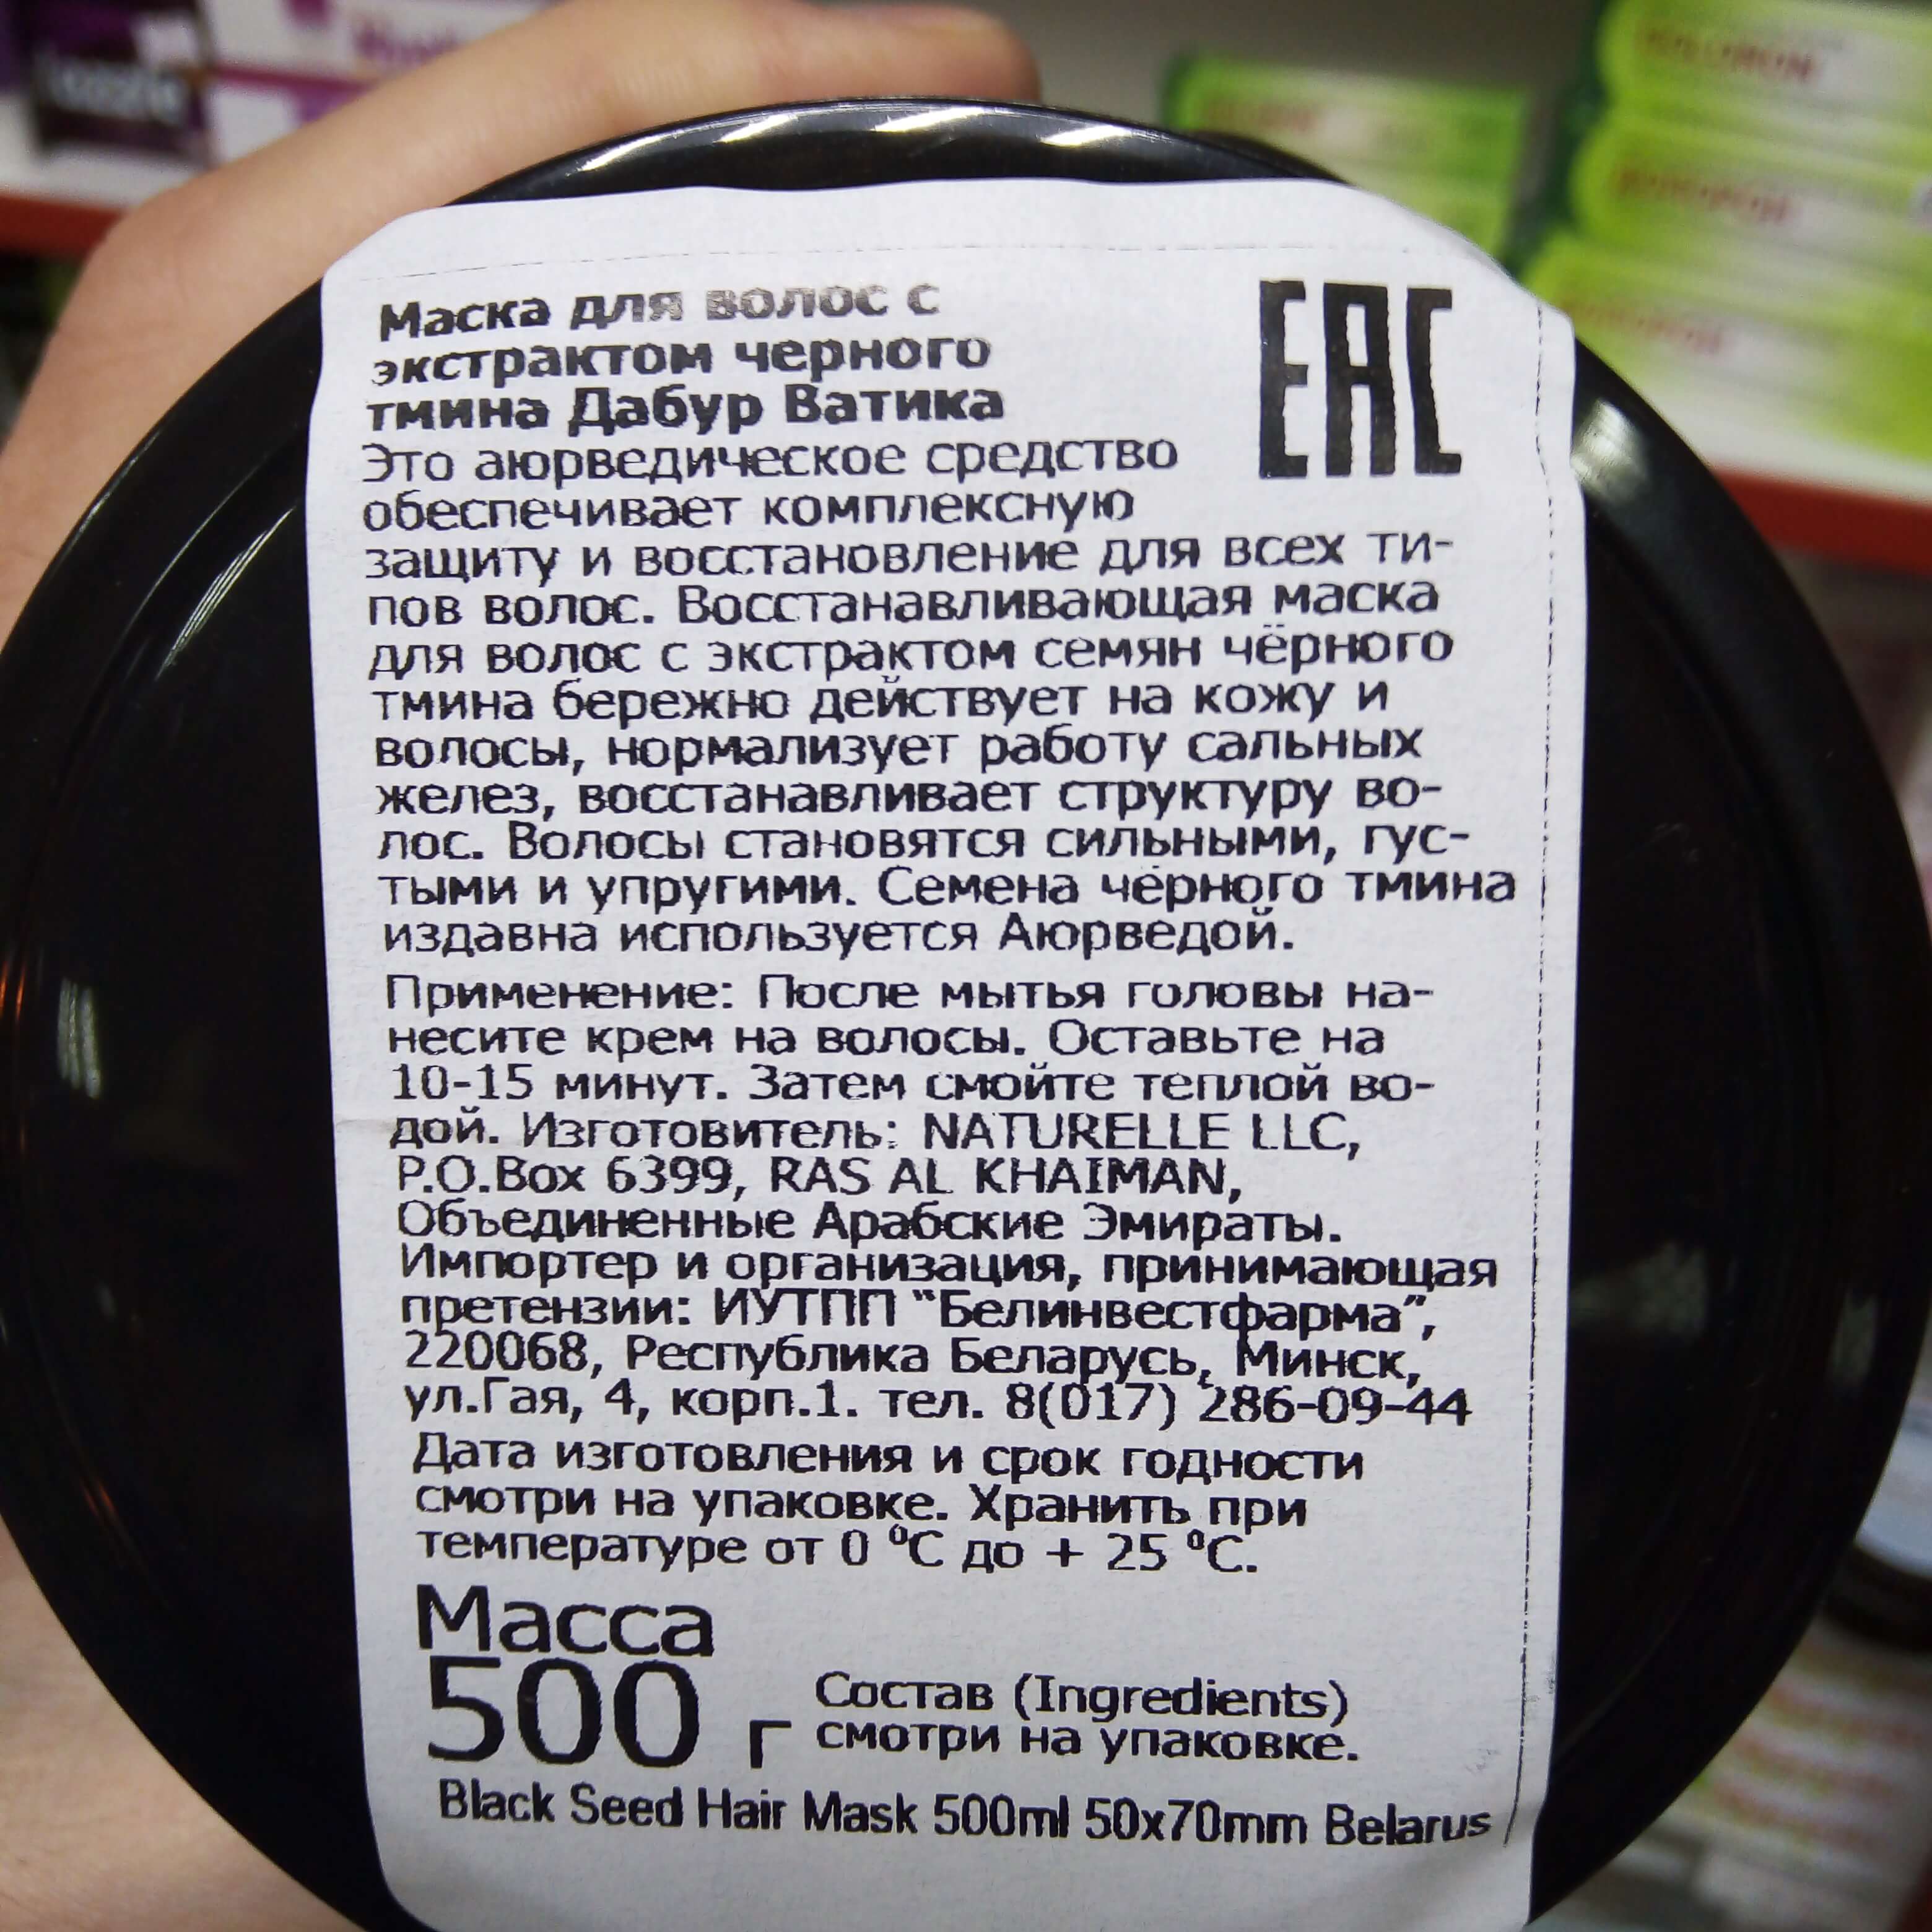 Маска для волос с
экстрактом черного
тмина Дабур Ватика
EAC
Это аюрведическое средство
обеспечивает комплексную
защиту и восстановление для всех ти-
пов волос. Восстанавливающая маска
для волос с экстрактом семян чёрного
тмина бережно действует на кожу и
волосы, нормализует работу сальных
желез, восстанавливает структуру во-
лос. Волосы становятся сильными, гус-
тыми и упругими. Семена чёрного тмина
издавна используется Аюрведой.
Применение: После мытья головы на-
несите крем на волосы. Оставьте на
10-15 минут. Затем смойте теплой во-
дой. Изготовитель: NATURELLE LLC,
P.O.Box 6399, RAS AL KHAIMAN,
Объединенные Арабские Эмираты.
Импортер и организация, принимающая
претензии: ИУТПП "Белинвестфарма",
220068, Республика Беларусь, Минск,
ул.Гая, 4, корп.1. тел. 8(017) 286-09-44
Дата изготовления и срок годности
смотри на упаковке. Хранить при
температуре от 0 ⁰C до + 25 ⁰C.
Масса
500 г
Состав (Ingredients)
смотри на упаковке.
Black Seed Hair Mask 500ml 50x70mm Belarus